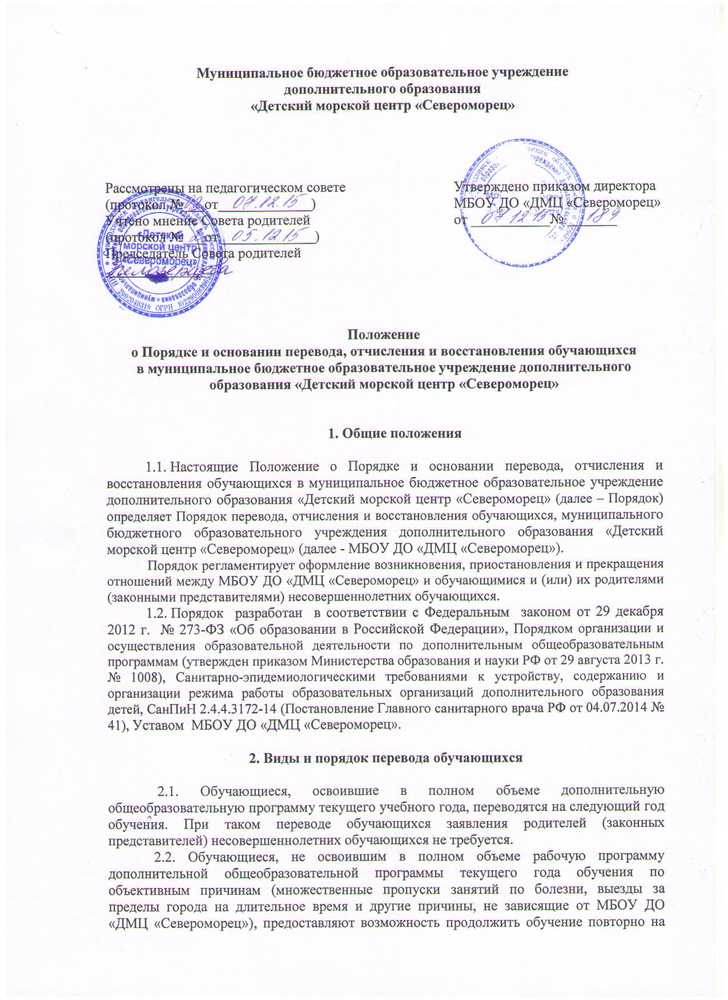 Муниципальное бюджетное образовательное учреждение
дополнительного образования
«Детский морской центр «Североморец»
Рассмотрены на педагогическом совете
(протокол № от 07.12.15)
Учтено мнение Совета родителей
(протокол № 2 от 05.12.15)
Председатель Совета родителей
Утверждено приказом директора
МБОУ ДО «ДМЦ «Североморец»
от 07.12.15 № 189
«Детский
морской центр
«Североморец»
ИНН 2902040319 ОГРН
Положение
о Порядке и основании перевода, отчисления и восстановления обучающихся
в муниципальное бюджетное образовательное учреждение дополнительного
образования «Детский морской центр «Североморец»
1. Общие положения
1.1. Настоящие Положение о Порядке и основании перевода, отчисления и
восстановления обучающихся в муниципальное бюджетное образовательное учреждение
дополнительного образования «Детский морской центр «Североморец» (далее – Порядок)
определяет Порядок перевода, отчисления и восстановления обучающихся, муниципального
бюджетного образовательного учреждения дополнительного образования «Детский
морской центр «Североморец» (далее - МБОУ ДО «ДМЦ «Североморец»).
Порядок регламентирует оформление возникновения, приостановления и прекращения
отношений между МБОУ ДО «ДМЦ «Североморец» и обучающимися и (или) их родителями
(законными представителями) несовершеннолетних обучающихся.
1.2. Порядок разработан в соответствии с Федеральным законом от 29 декабря
2012 г. № 273-ФЗ «Об образовании в Российской Федерации», Порядком организации и
осуществления образовательной деятельности по дополнительным общеобразовательным
программам (утвержден приказом Министерства образования и науки РФ от 29 августа 2013 г.
№ 1008), Санитарно-эпидемиологическими требованиями к устройству, содержанию и
организации режима работы образовательных организаций дополнительного образования
детей, СанПиН 2.4.4.3172-14 (Постановление Главного санитарного врача РФ от 04.07.2014 №
41), Уставом МБОУ ДО «ДМЦ «Североморец».
2. Виды и порядок перевода обучающихся
2.1. Обучающиеся, освоившие в полном объеме дополнительную
общеобразовательную программу текущего учебного года, переводятся на следующий год
обучения. При таком переводе обучающихся заявления родителей (законных
представителей) несовершеннолетних обучающихся не требуется.
2.2. Обучающиеся, не освоившим в полном объеме рабочую программу
дополнительной общеобразовательной программы текущего года обучения по
объективным причинам (множественные пропуски занятий по болезни, выезды за
пределы города на длительное время и другие причины, не зависящие от МБОУ ДО
«ДМЦ «Североморец»), предоставляют возможность продолжить обучение повторно на